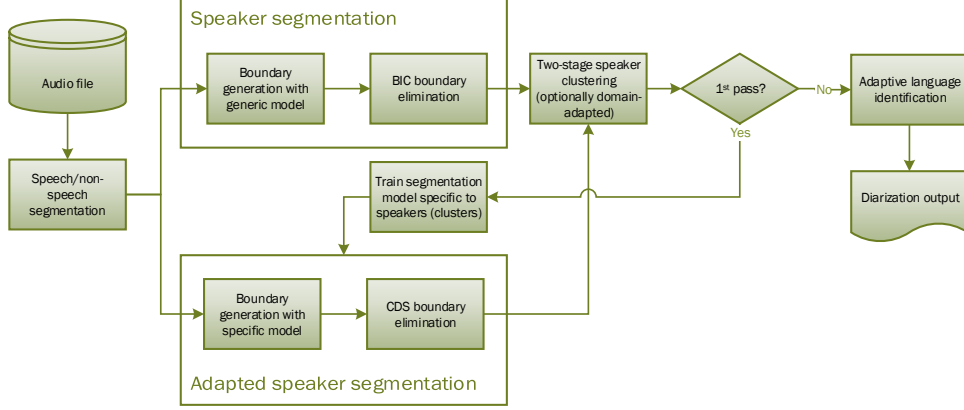 Speaker segmentation
Audio file
Boundary
generation with
generic model
BIC boundary
elimination
Two-stage speaker
clustering
(optionally domain-
adapted)
1st pass?
No
Adaptive language
identification
Yes
Speech/non-
speech
segmentation
Train segmentation
model specific to
speakers (clusters)
Diarization output
Boundary
generation with
specific model
CDS boundary
elimination
Adapted speaker segmentation